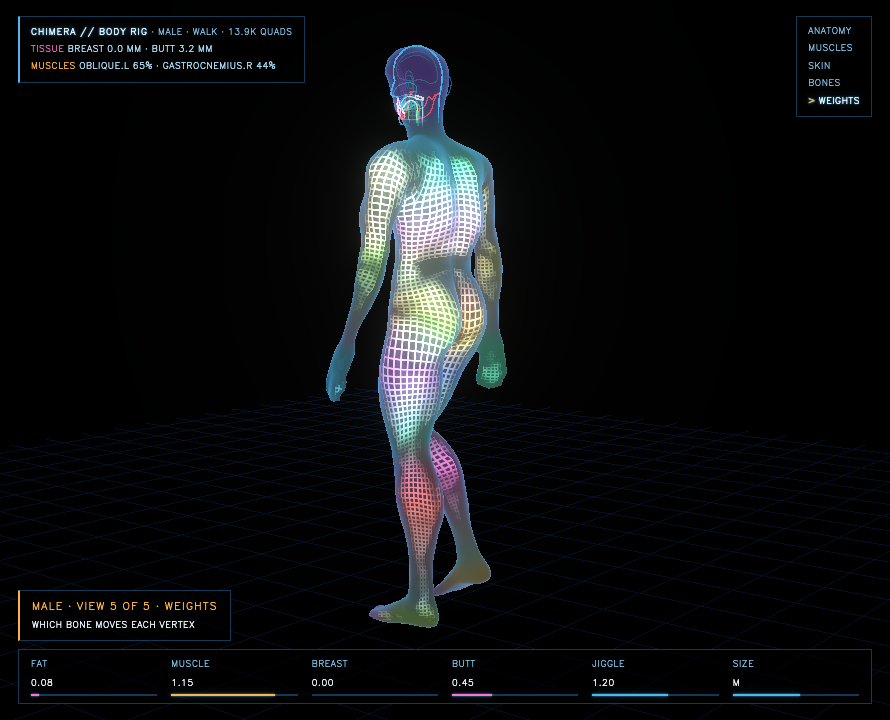 CHIMERA // BODY RIG · MALE · WALK · 13.9K QUADS
TISSUE BREAST 0.0 MM · BUTT 3.2 MM
MUSCLES OBLIQUE.L 65% · GASTROCNEMIUS.R 44%
ANATOMY
MUSCLES
SKIN
BONES
> WEIGHTS
MALE · VIEW 5 OF 5 · WEIGHTS
WHICH BONE MOVES EACH VERTEX
FAT MUSCLE BREAST BUTT JIGGLE SIZE
0.08 1.15 0.00 0.45 1.20 M